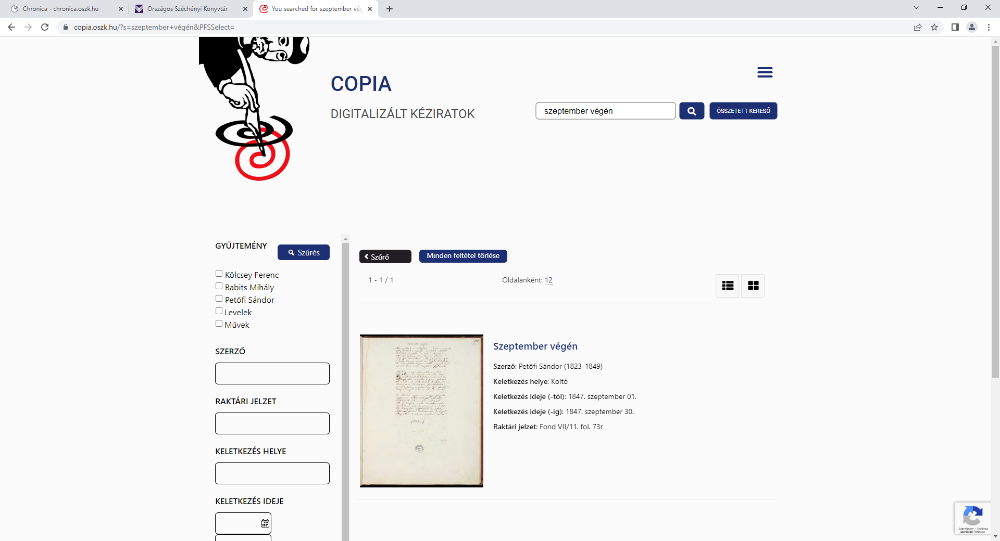 Chronica - chronica.oszk.hu
Országos Széchényi Könyvtár
You searched for szeptember vég
copia.oszk.hu/?s=szeptember+végén&PFSSelect=
COPIA
DIGITALIZÁLT KÉZIRATOK
szeptember végén
ÖSSZETETT KERESŐ
GYŰJTEMÉNY
Szűrés
Kölcsey Ferenc
Babits Mihály
Petőfi Sándor
Levelek
Művek
SZERZŐ
RAKTÁRI JELZET
KELETKEZÉS HELYE
KELETKEZÉS IDEJE
Szűrő
Minden feltétel törlése
1 - 1 / 1
Oldalanként: 12
Szeptember végén
Szerző: Petőfi Sándor (1823-1849)
Keletkezés helye: Koltó
Keletkezés ideje (-tól): 1847. szeptember 01.
Keletkezés ideje (-ig): 1847. szeptember 30.
Raktári jelzet: Fond VII/11. fol. 73r
Adatvédelem - Általános
Szerződési Feltételek